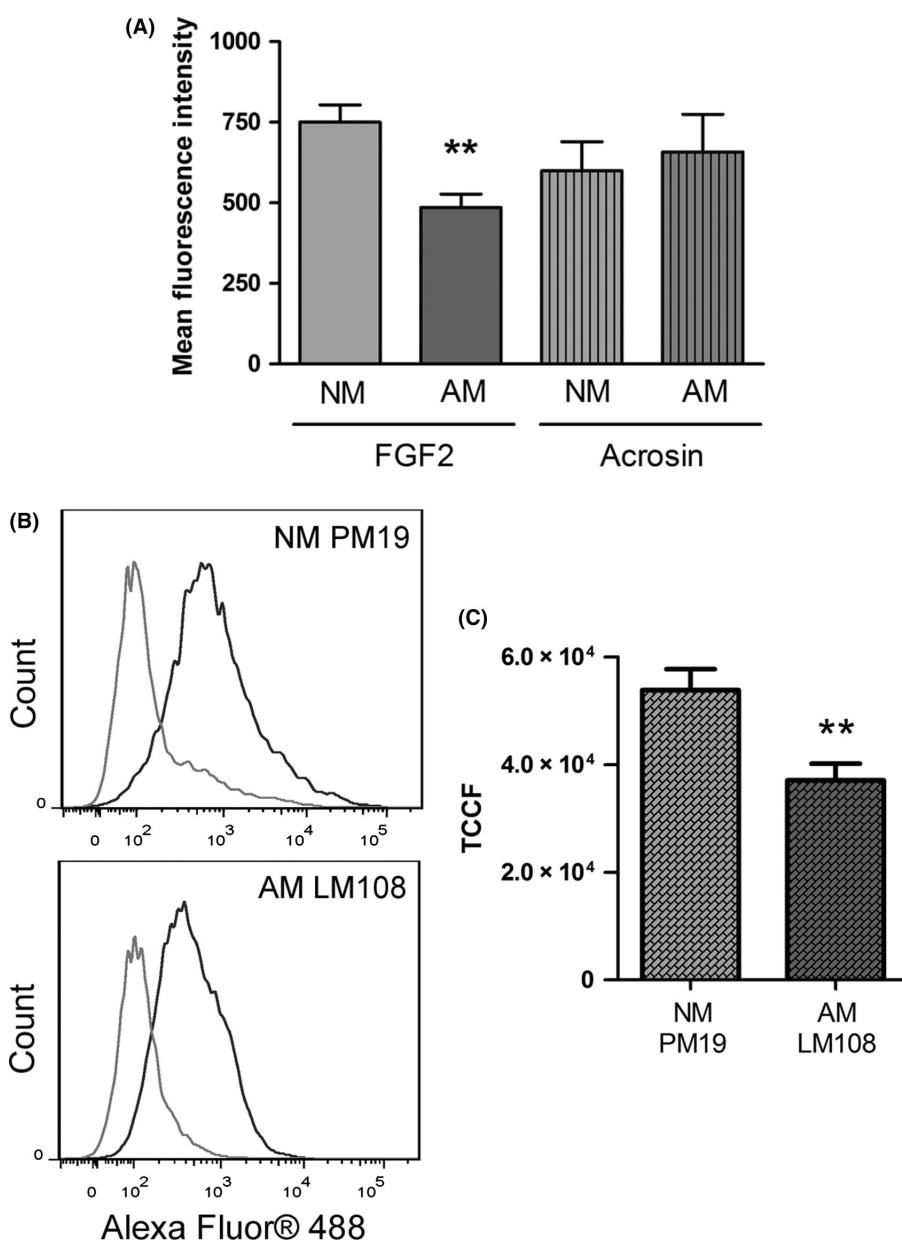 (A)
Mean fluorescence intensity
1000
750
500
250
0
**
NM AM NM AM
FGF2 Acrosin
(B)
NM PM19
Count
0
0 10² 10³ 10⁴ 10⁵
AM LM108
Count
0
0 10² 10³ 10⁴ 10⁵
Alexa Fluor® 488
(C)
TCCF
6.0 × 10⁴
4.0 × 10⁴
2.0 × 10⁴
0
**
NM AM
PM19 LM108